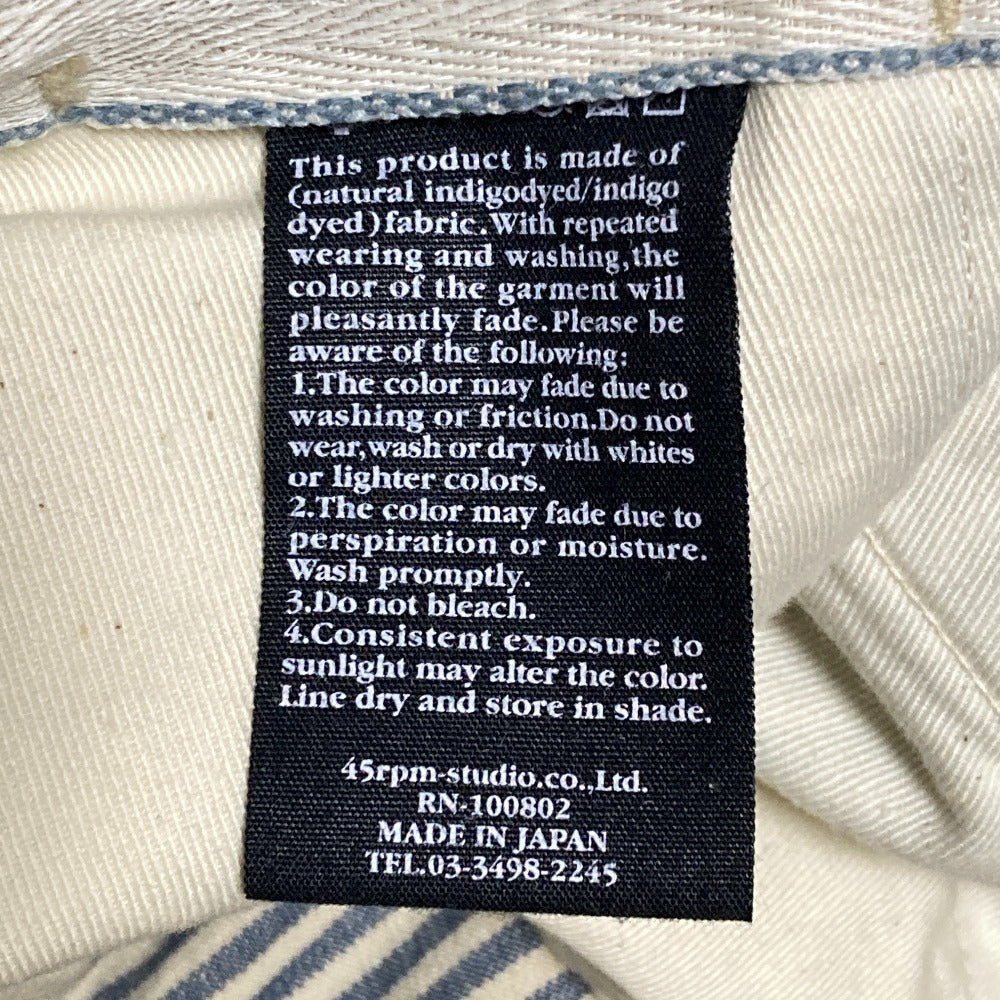 This product is made of
(natural indigodyed/indigo
dyed)fabric.With repeated
wearing and washing,the
color of the garment will
pleasantly fade.Please be
aware of the following:
1.The color may fade due to
washing or friction.Do not
wear,wash or dry with whites
or lighter colors.
2.The color may fade due to
perspiration or moisture.
Wash promptly.
3.Do not bleach.
4.Consistent exposure to
sunlight may alter the color.
Line dry and store in shade.
45rpm-studio.co.,Ltd.
RN-100802
MADE IN JAPAN
TEL.03-3498-2245